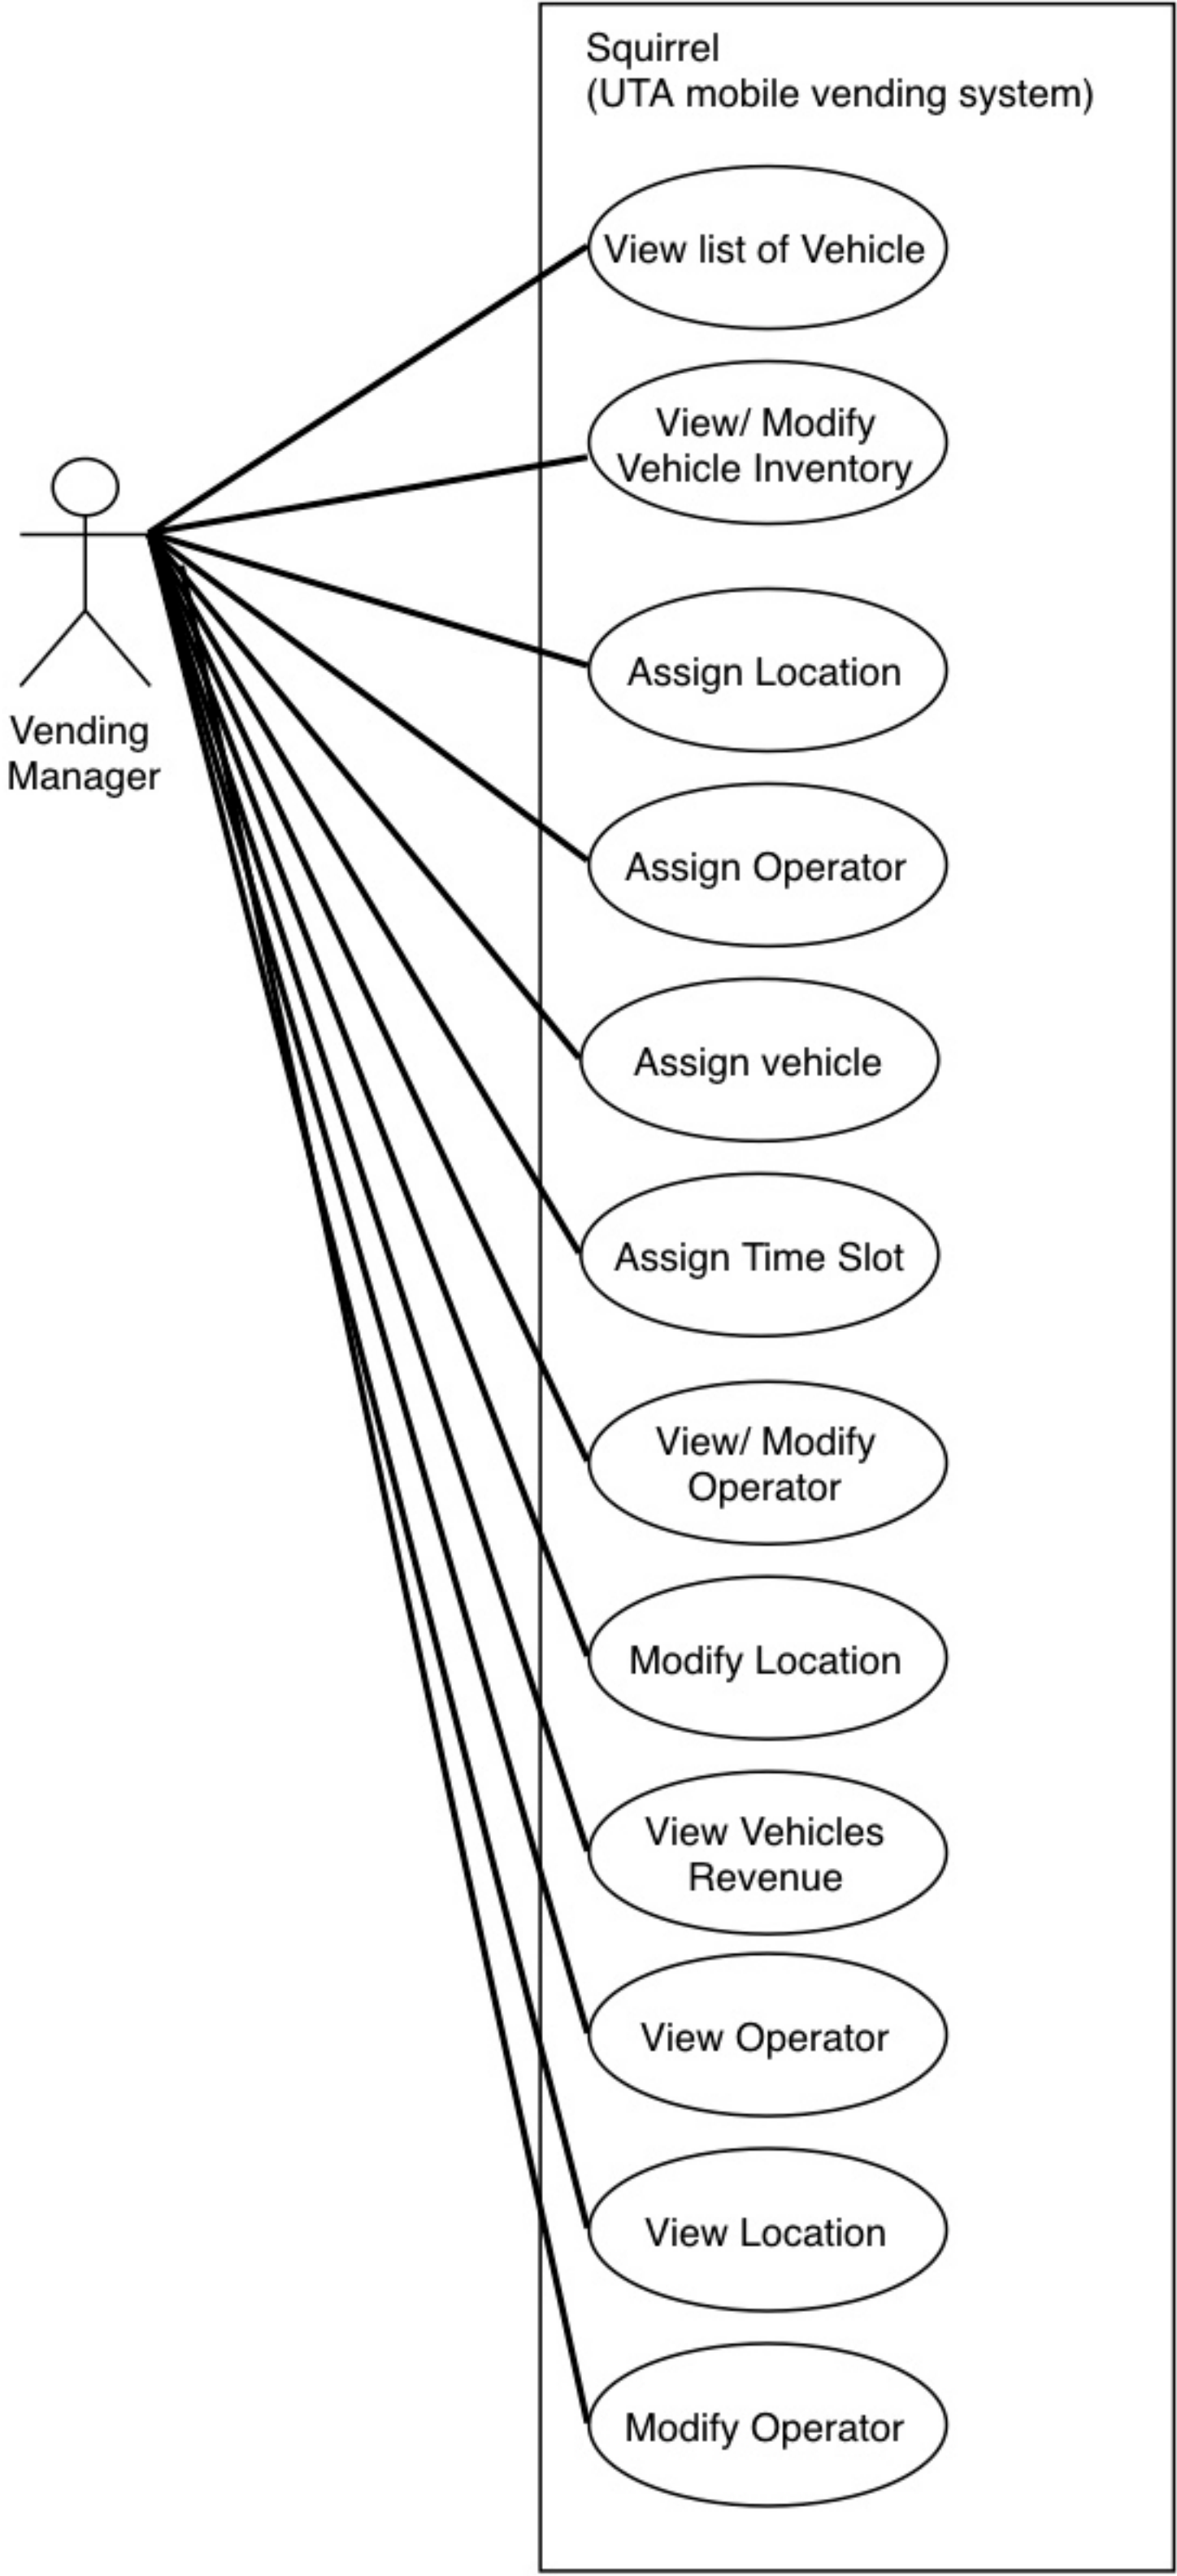 Squirrel
(UTA mobile vending system)
View list of Vehicle
View/ Modify
Vehicle Inventory
Vending
Manager
Assign Location
Assign Operator
Assign vehicle
Assign Time Slot
View/ Modify
Operator
Modify Location
View Vehicles
Revenue
View Operator
View Location
Modify Operator